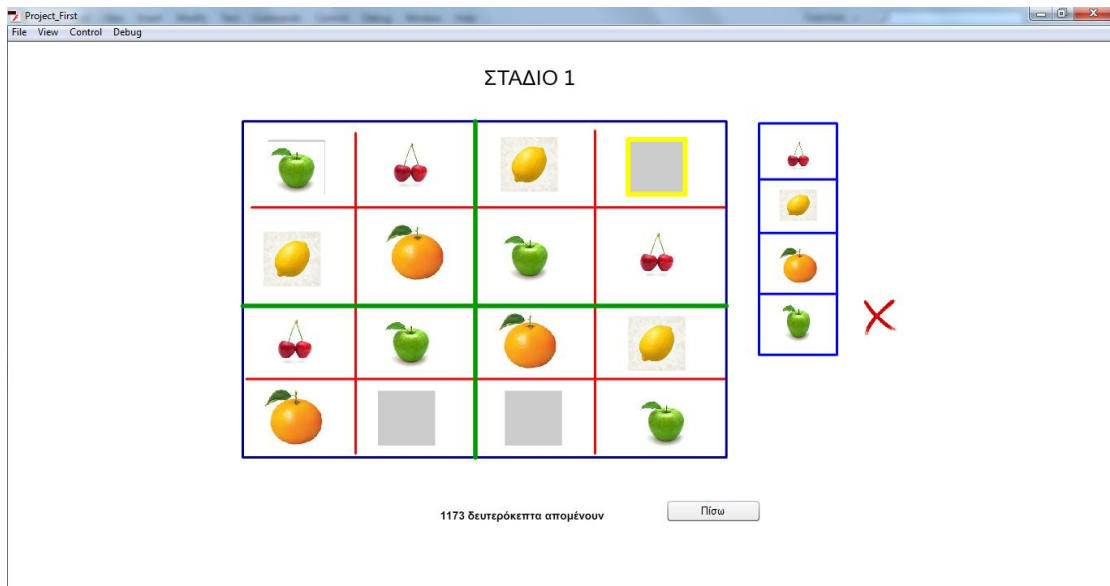 Project_First
File View Control Debug
ΣΤΑΔΙΟ 1
1173 δευτερόκεπτα απομένουν
Πίσω